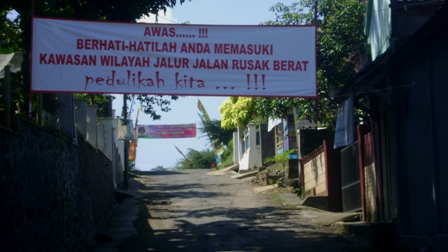 AWAS...... !!!
BERHATI-HATILAH ANDA MEMASUKI
KAWASAN WILAYAH JALUR JALAN RUSAK BERAT
pedulikah kita ... !!!